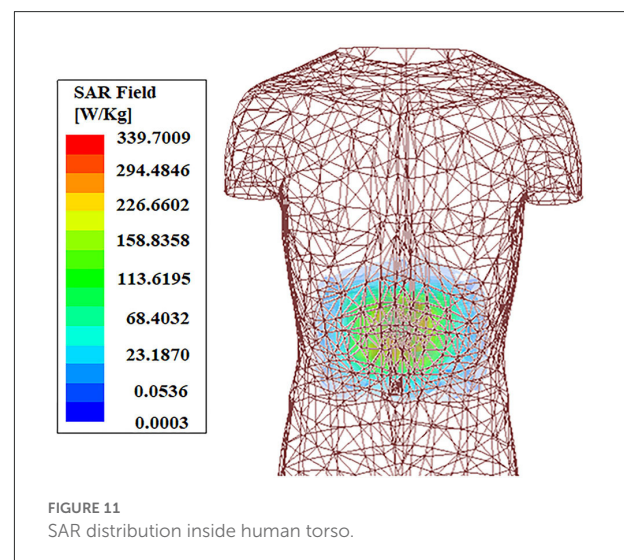 SAR Field
[W/Kg]
339.7009
294.4846
226.6602
158.8358
113.6195
68.4032
23.1870
0.0536
0.0003
FIGURE 11
SAR distribution inside human torso.